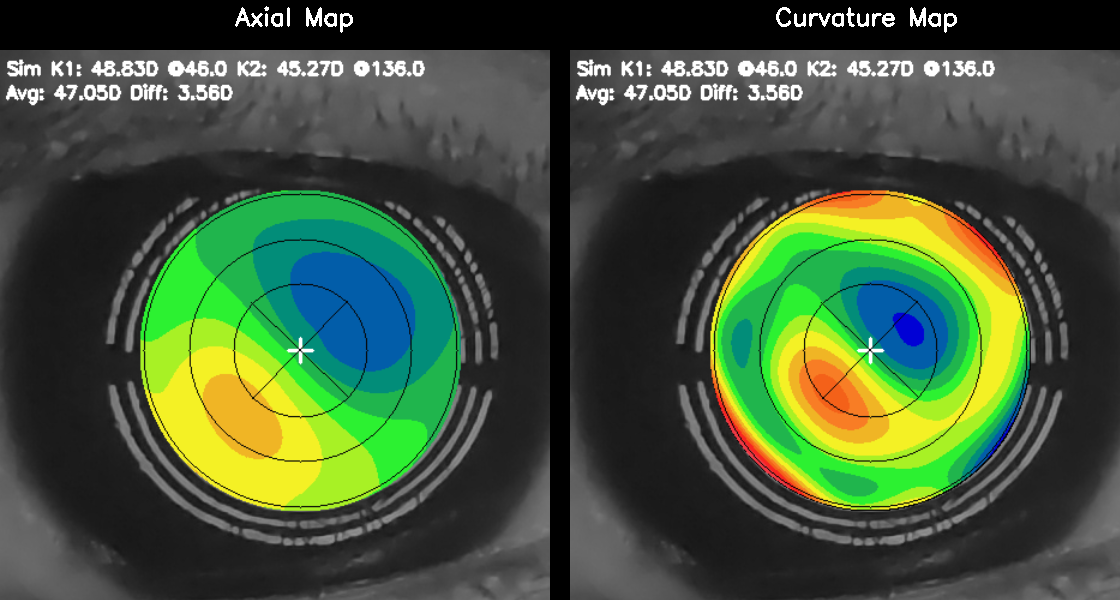 Axial Map
Curvature Map
Sim K1: 48.83D @46.0 K2: 45.27D @136.0
Avg: 47.05D Diff: 3.56D
Sim K1: 48.83D @46.0 K2: 45.27D @136.0
Avg: 47.05D Diff: 3.56D